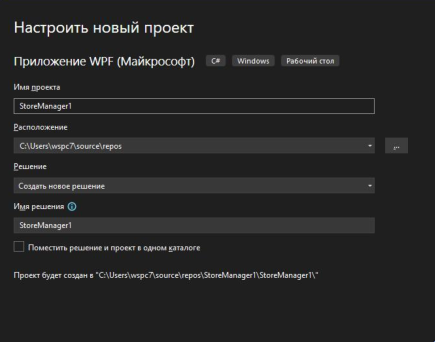 Настроить новый проект
Приложение WPF (Майкрософт) C# Windows Рабочий стол
Имя проекта
StoreManager1
Расположение
C:\Users\wspc7\source\repos
...
Решение
Создать новое решение
Имя решения
StoreManager1
Поместить решение и проект в одном каталоге
Проект будет создан в "C:\Users\wspc7\source\repos\StoreManager1\StoreManager1\"